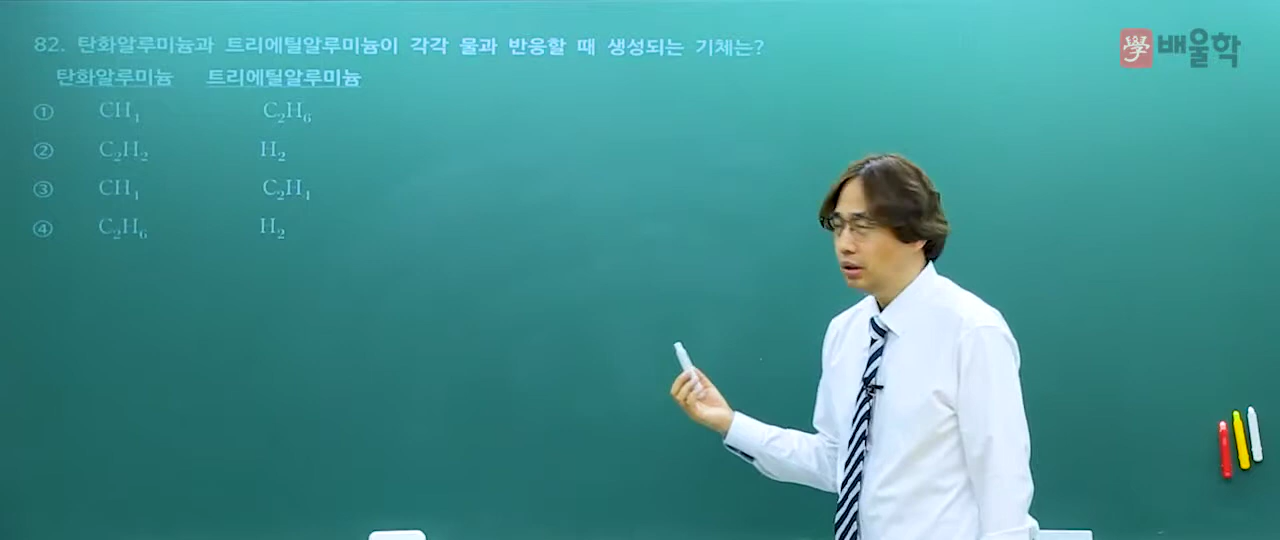 82. 탄화알루미늄과 트리에틸알루미늄이 각각 물과 반응할 때 생성되는 기체는?
탄화알루미늄 트리에틸알루미늄
① CH₄ C₂H₆
② C₂H₂ H₂
③ CH₄ C₂H₄
④ C₂H₆ H₂
學 배울학